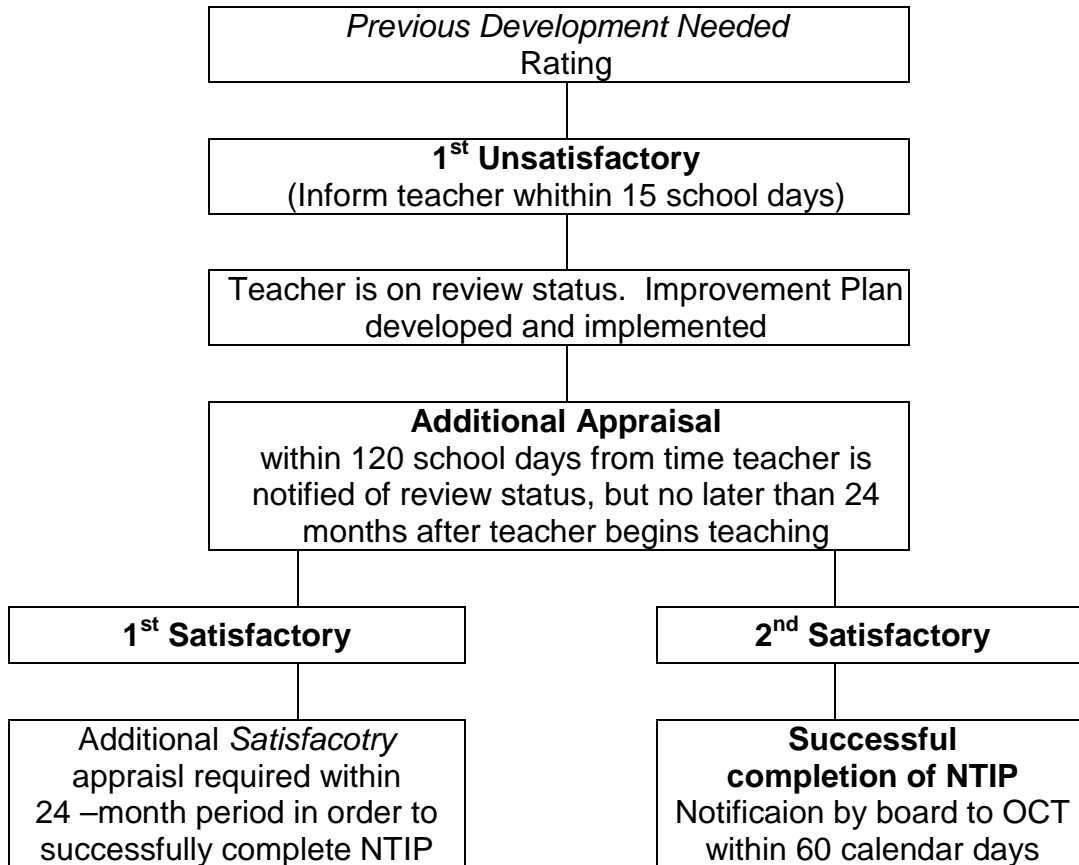 Previous Development Needed
Rating
1st Unsatisfactory
(Inform teacher whithin 15 school days)
Teacher is on review status.  Improvement Plan
developed and implemented
Additional Appraisal
within 120 school days from time teacher is
notified of review status, but no later than 24
months after teacher begins teaching
1st Satisfactory
2nd Satisfactory
Additional Satisfacotry
appraisl required within
24 –month period in order to
successfully complete NTIP
Successful
completion of NTIP
Notificaion by board to OCT
within 60 calendar days